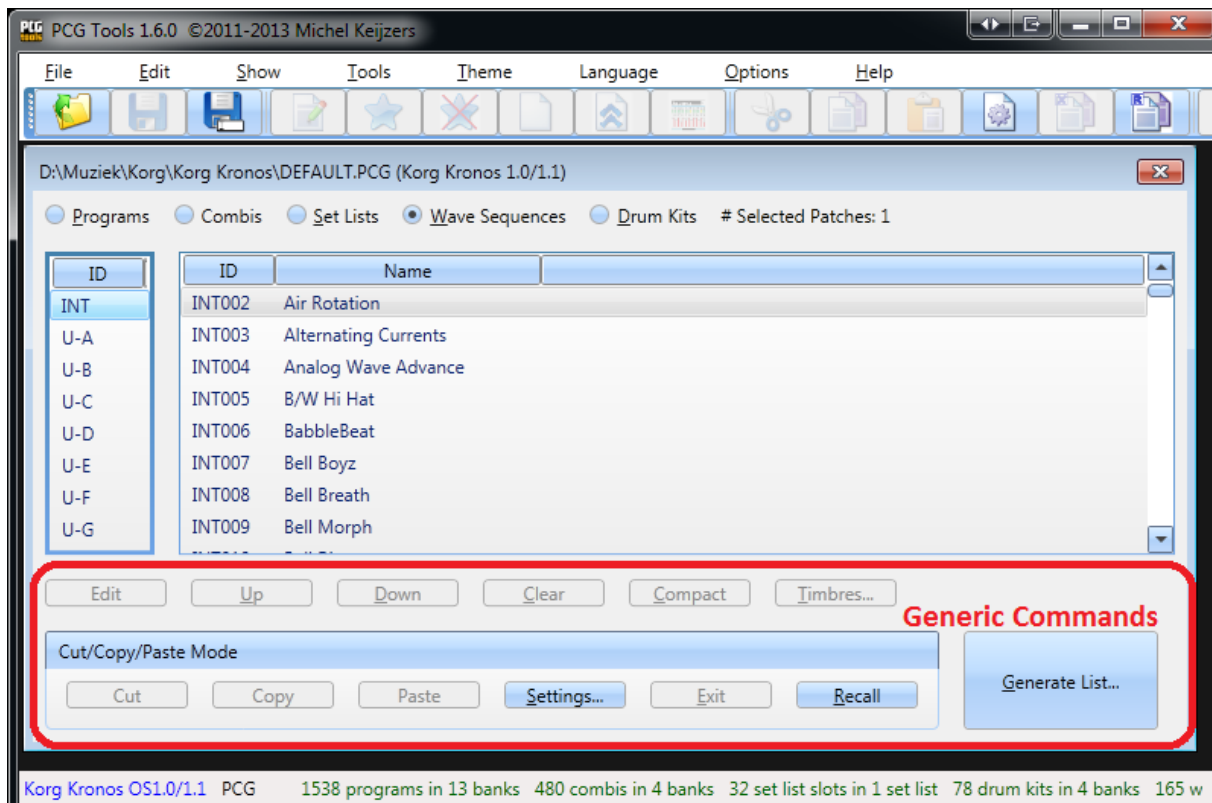 PCG Tools 1.6.0 ©2011-2013 Michel Keijzers
File Edit Show Tools Theme Language Options Help
D:\Muziek\Korg\Korg Kronos\DEFAULT.PCG (Korg Kronos 1.0/1.1)
Programs Combis Set Lists Wave Sequences Drum Kits # Selected Patches: 1
ID ID Name
INT INT002 Air Rotation
U-A INT003 Alternating Currents
U-B INT004 Analog Wave Advance
U-C INT005 B/W Hi Hat
U-D INT006 BabbleBeat
U-E INT007 Bell Boyz
U-F INT008 Bell Breath
U-G INT009 Bell Morph
Edit Up Down Clear Compact Timbres...
Generic Commands
Cut/Copy/Paste Mode
Cut Copy Paste Settings... Exit Recall
Generate List...
Korg Kronos OS1.0/1.1 PCG 1538 programs in 13 banks 480 combis in 4 banks 32 set list slots in 1 set list 78 drum kits in 4 banks 165 w